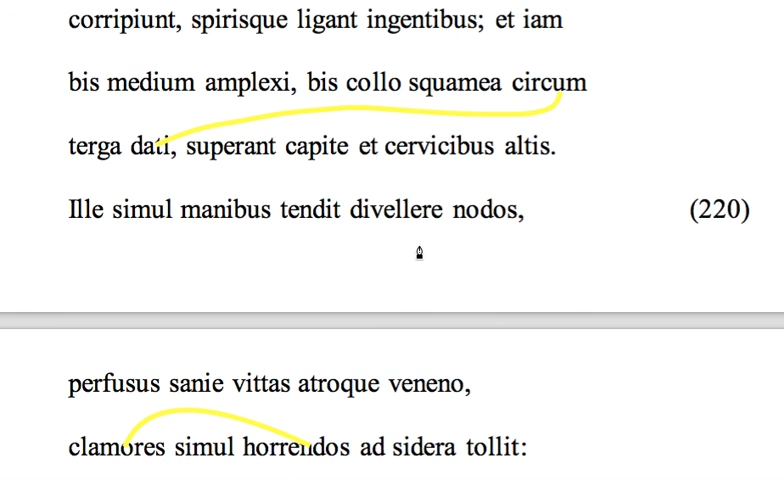 corripiunt, spirisque ligant ingentibus; et iam
bis medium amplexi, bis collo squamea circum
terga dati, superant capite et cervicibus altis.
Ille simul manibus tendit divellere nodos, (220)
perfusus sanie vittas atroque veneno,
clamores simul horrendos ad sidera tollit: